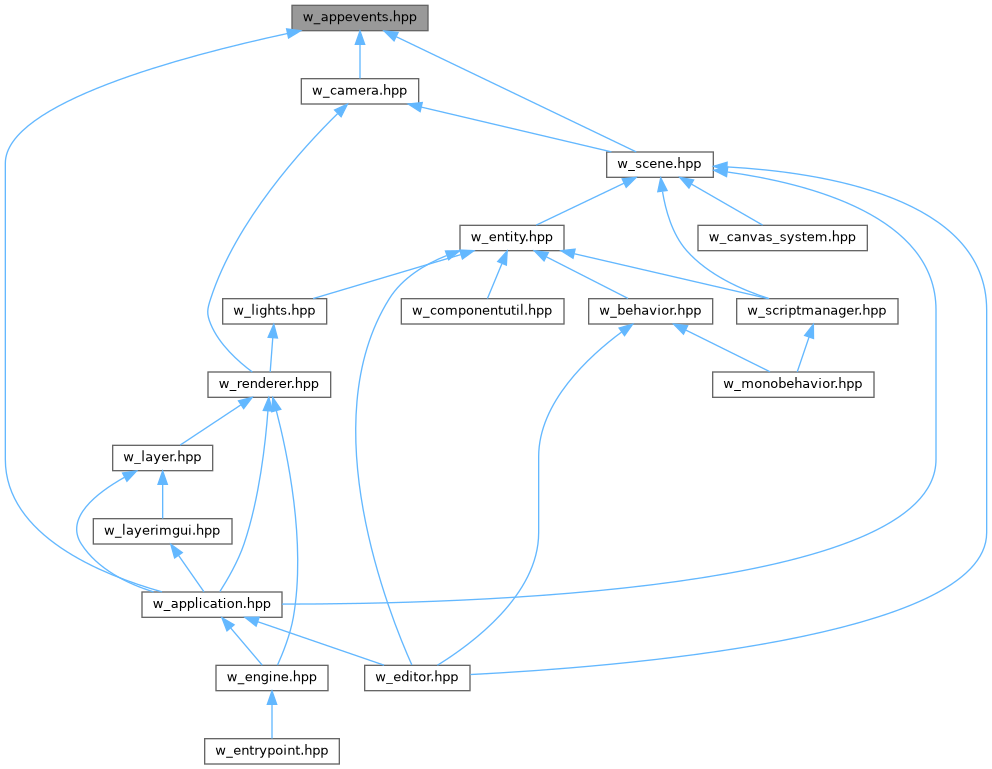 w_appevents.hpp
w_camera.hpp
w_scene.hpp
w_entity.hpp
w_canvas_system.hpp
w_lights.hpp
w_componentutil.hpp
w_behavior.hpp
w_scriptmanager.hpp
w_renderer.hpp
w_monobehavior.hpp
w_layer.hpp
w_layerimgui.hpp
w_application.hpp
w_engine.hpp
w_editor.hpp
w_entrypoint.hpp